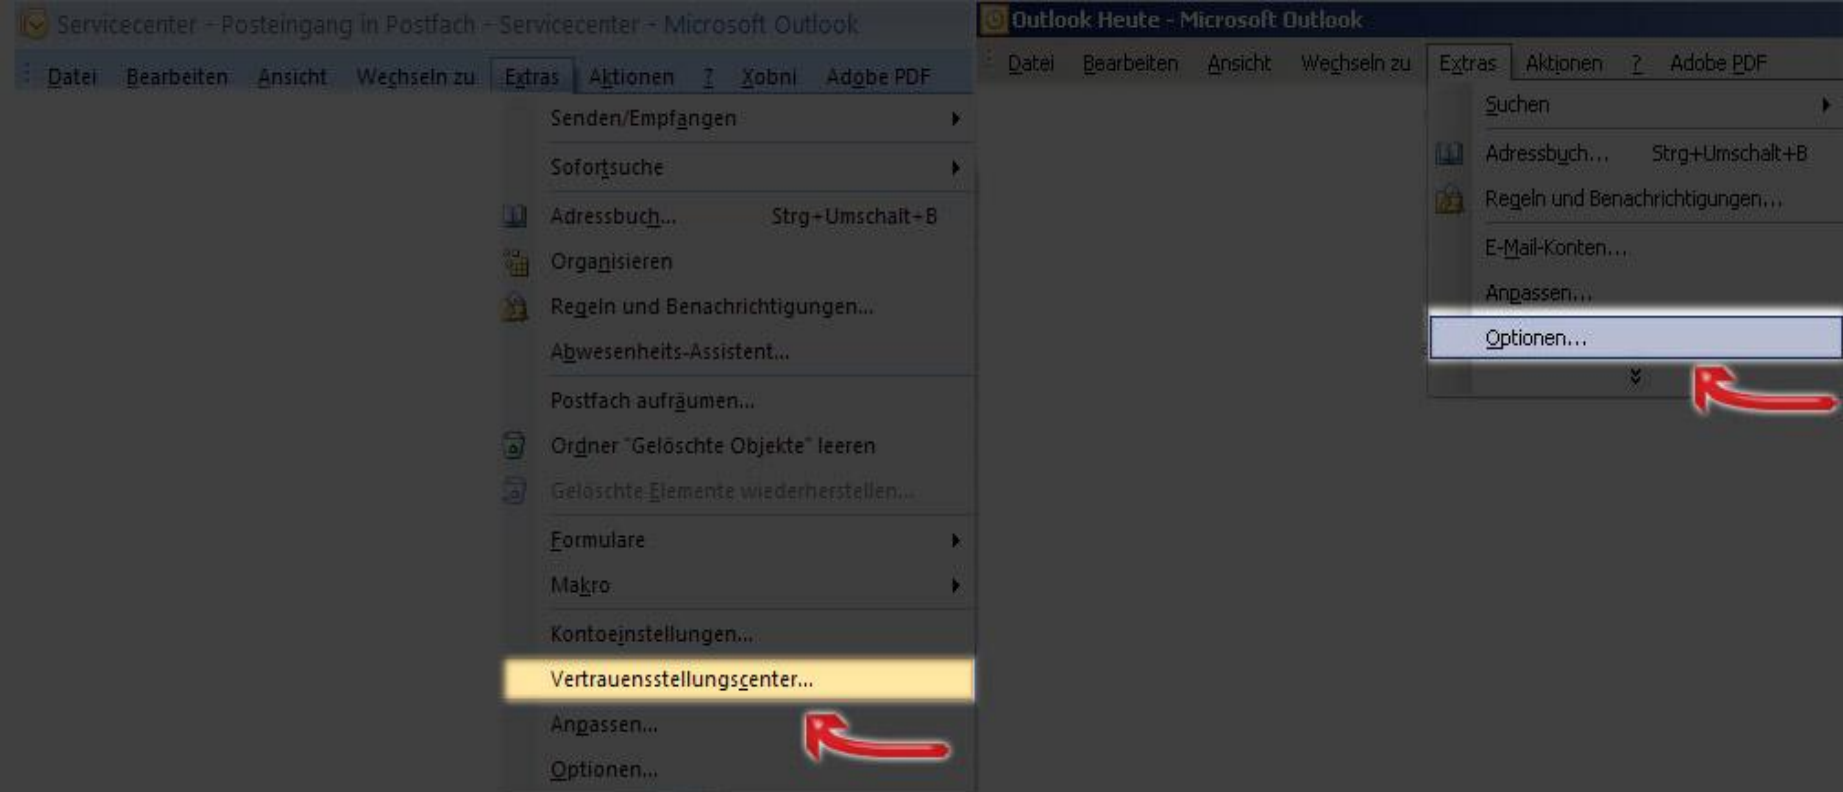 Servicecenter - Posteingang in Postfach - Servicecenter - Microsoft Outlook
Datei Bearbeiten Ansicht Wechseln zu Extras Aktionen ? Xobni Adobe PDF
Senden/Empfangen
Sofortsuche
Adressbuch... Strg+Umschalt+B
Organisieren
Regeln und Benachrichtigungen...
Abwesenheits-Assistent...
Postfach aufräumen...
Ordner "Gelöschte Objekte" leeren
Gelöschte Elemente wiederherstellen...
Formulare
Makro
Kontoeinstellungen...
Vertrauensstellungscenter...
Anpassen...
Optionen...
Outlook Heute - Microsoft Outlook
Datei Bearbeiten Ansicht Wechseln zu Extras Aktionen ? Adobe PDF
Suchen
Adressbuch... Strg+Umschalt+B
Regeln und Benachrichtigungen...
E-Mail-Konten...
Anpassen...
Optionen...